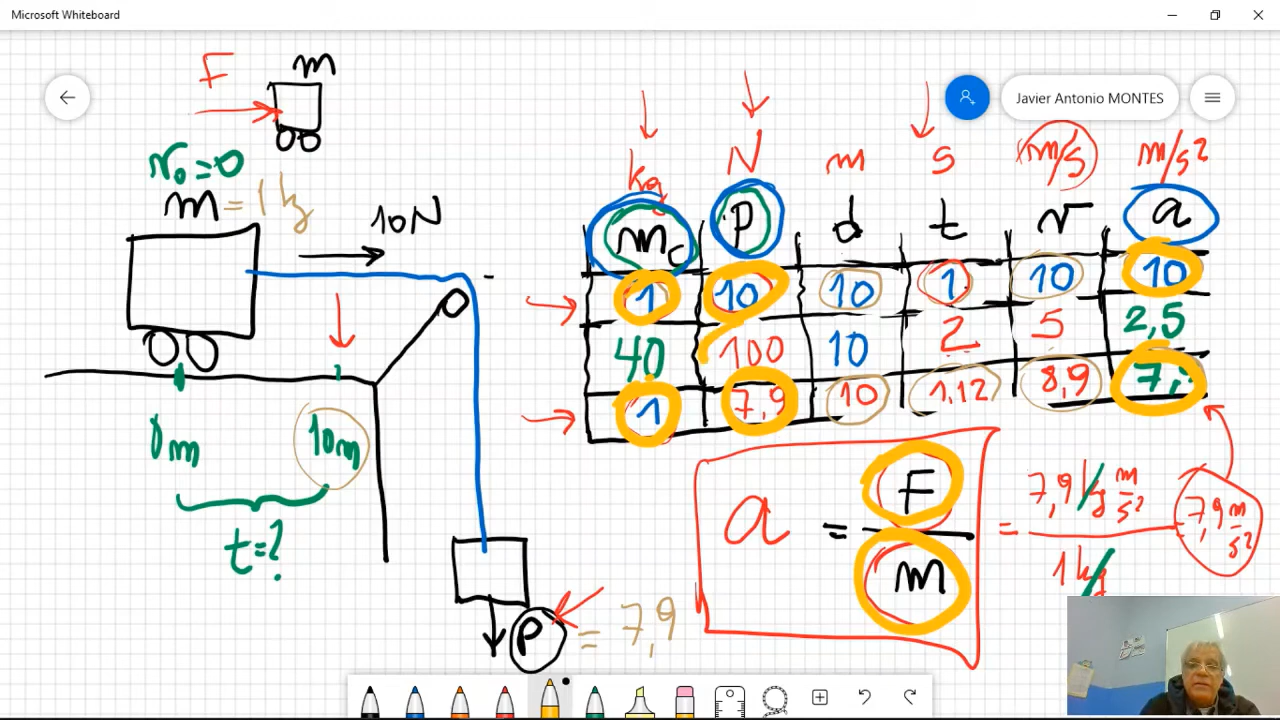 Microsoft Whiteboard
Javier Antonio MONTES
F
m
v₀ = 0
m = 1 kg
10N
0m
10m
t = ?
P = 7,9
kg N m s m/s m/s²
m_c P d t v a
1 10 10 1 10 10
40 100 10 2 5 2,5
1 7,9 10 1,12 8,9 7,
a = F / m = 7,9 kg m/s² / 1 kg
7,9 m/s²